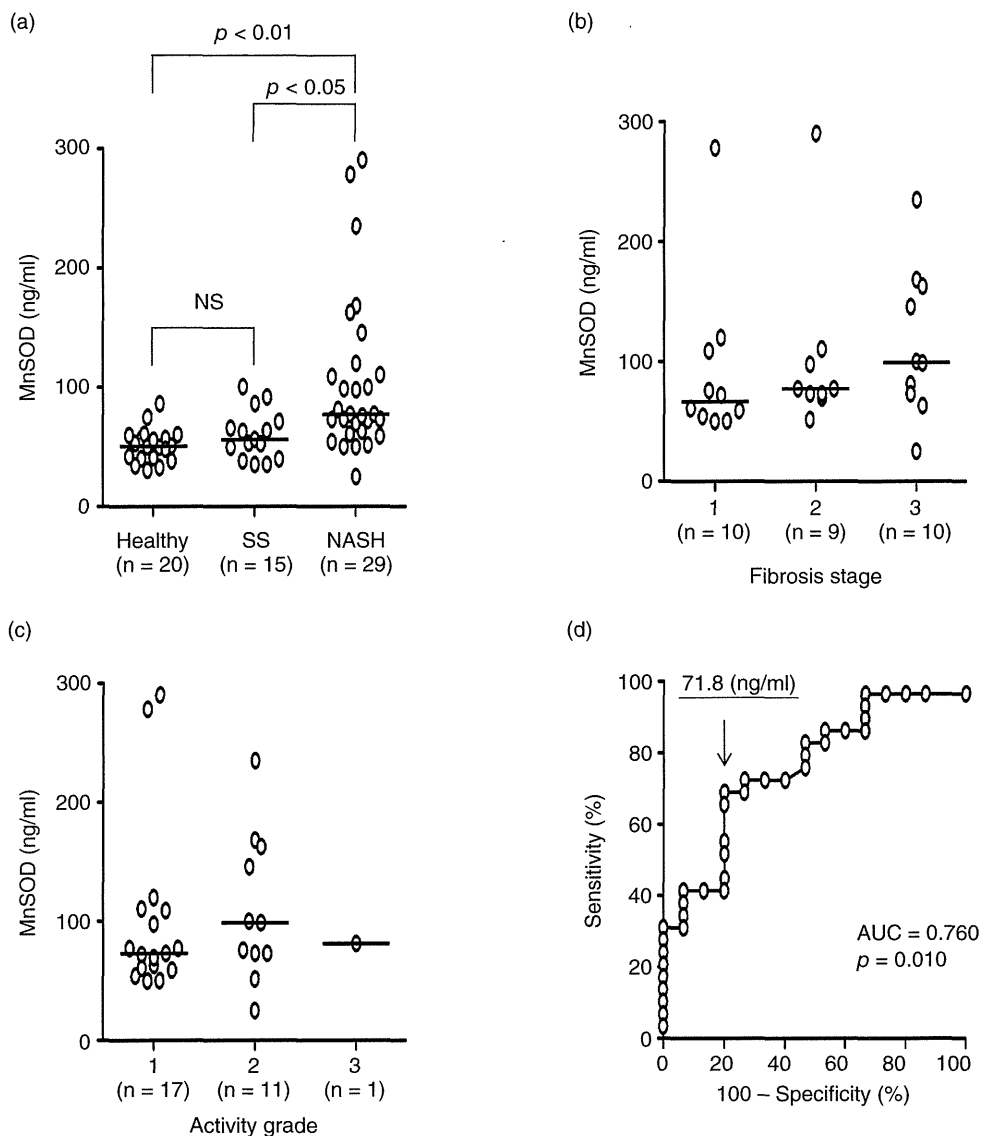 (a)
p < 0.01
p < 0.05
NS
MnSOD (ng/ml)
300
200
100
0
Healthy SS NASH
(n = 20) (n = 15) (n = 29)
(b)
MnSOD (ng/ml)
300
200
100
0
1 2 3
(n = 10) (n = 9) (n = 10)
Fibrosis stage
(c)
MnSOD (ng/ml)
300
200
100
0
1 2 3
(n = 17) (n = 11) (n = 1)
Activity grade
(d)
71.8 (ng/ml)
Sensitivity (%)
100
80
60
40
20
0
AUC = 0.760
p = 0.010
0 20 40 60 80 100
100 – Specificity (%)